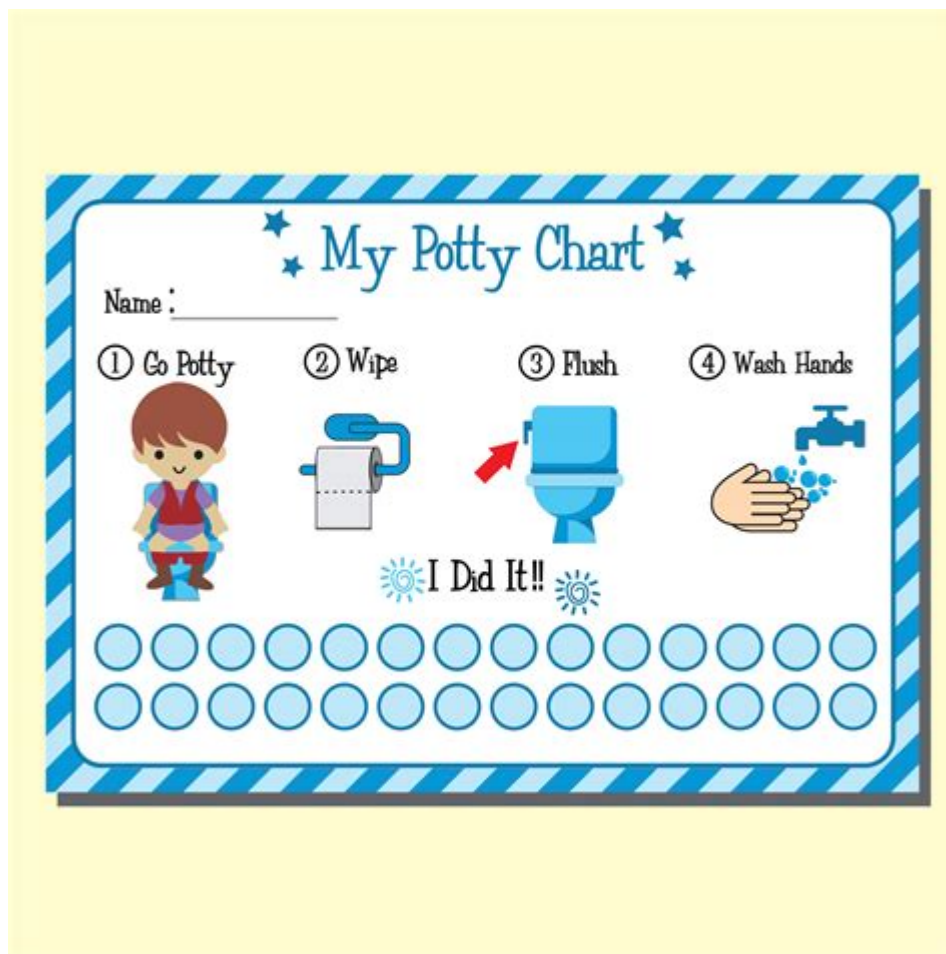 My Potty Chart
Name :
1 Go Potty
2 Wipe
3 Flush
4 Wash Hands
I Did It!!